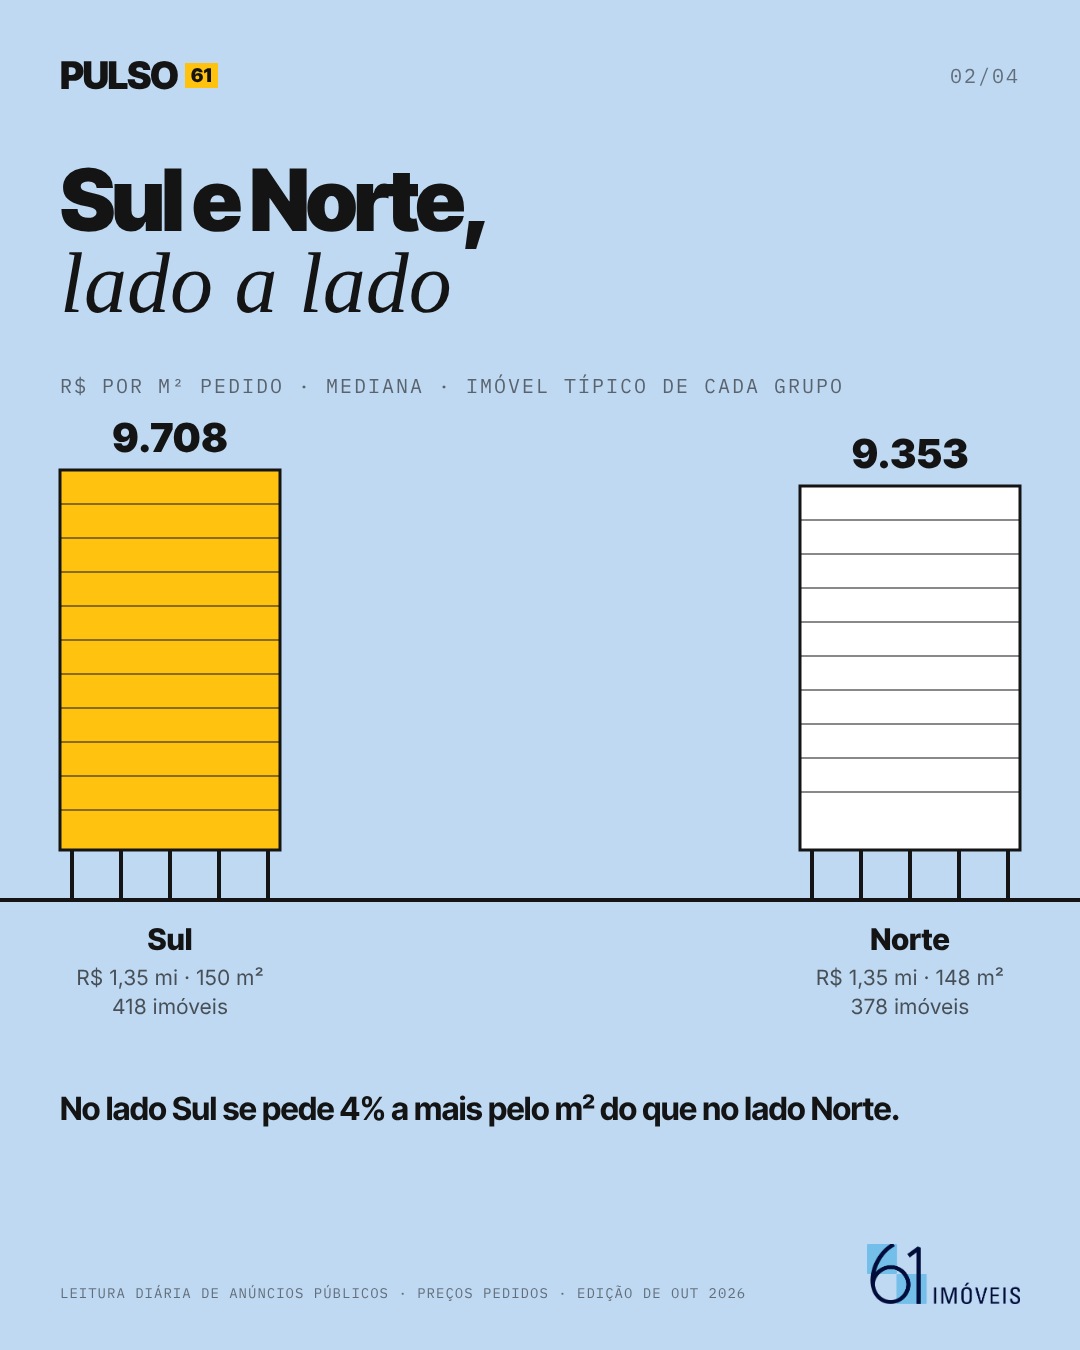 PULSO 61
02/04
Sul e Norte,
lado a lado
R$ POR M² PEDIDO · MEDIANA · IMÓVEL TÍPICO DE CADA GRUPO
9.708
9.353
Sul
R$ 1,35 mi · 150 m²
418 imóveis
Norte
R$ 1,35 mi · 148 m²
378 imóveis
No lado Sul se pede 4% a mais pelo m² do que no lado Norte.
LEITURA DIÁRIA DE ANÚNCIOS PÚBLICOS · PREÇOS PEDIDOS · EDIÇÃO DE OUT 2026
61 IMÓVEIS